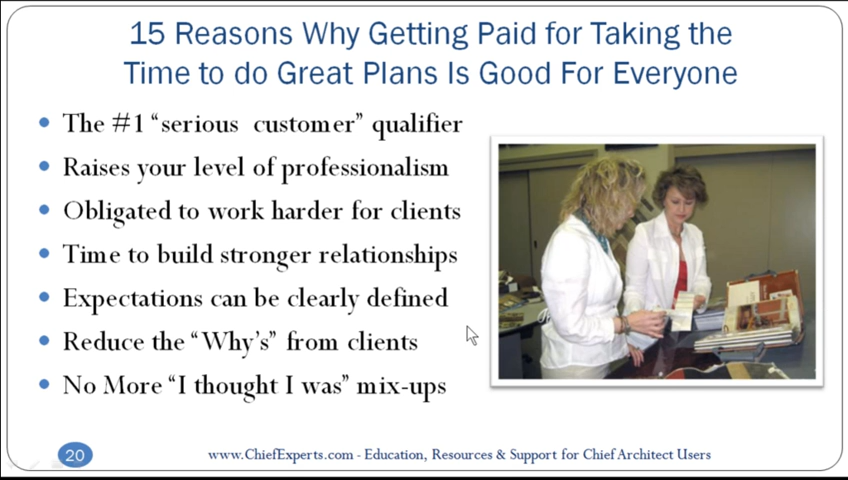 15 Reasons Why Getting Paid for Taking the
Time to do Great Plans Is Good For Everyone
The #1 “serious customer” qualifier
Raises your level of professionalism
Obligated to work harder for clients
Time to build stronger relationships
Expectations can be clearly defined
Reduce the “Why’s” from clients
No More “I thought I was” mix-ups
20
www.ChiefExperts.com - Education, Resources & Support for Chief Architect Users